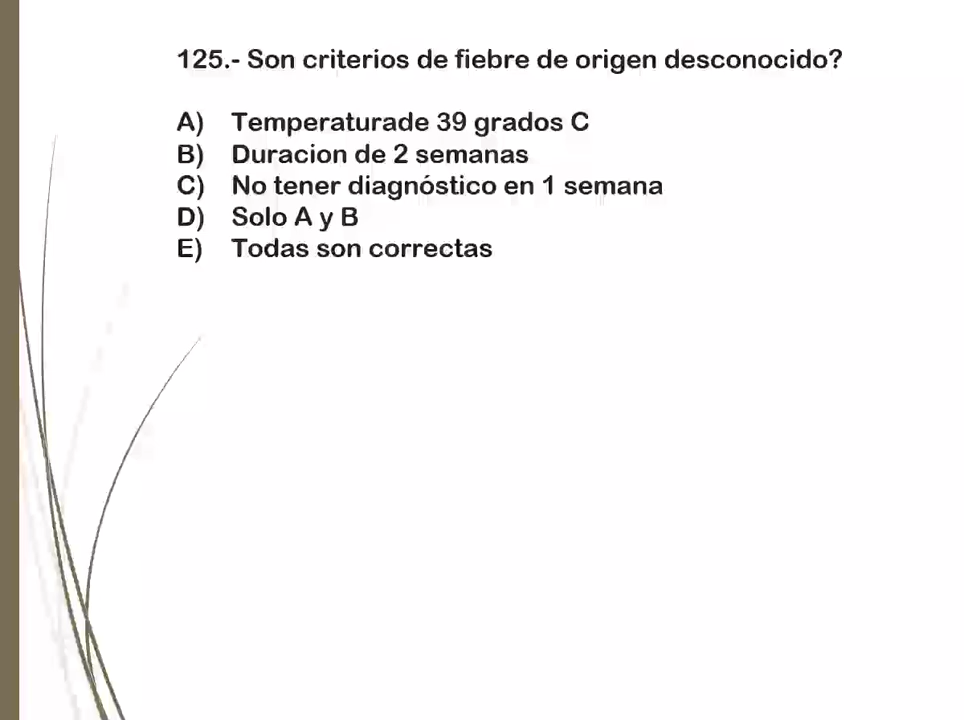 125.- Son criterios de fiebre de origen desconocido?
A) Temperaturade 39 grados C
B) Duracion de 2 semanas
C) No tener diagnóstico en 1 semana
D) Solo A y B
E) Todas son correctas